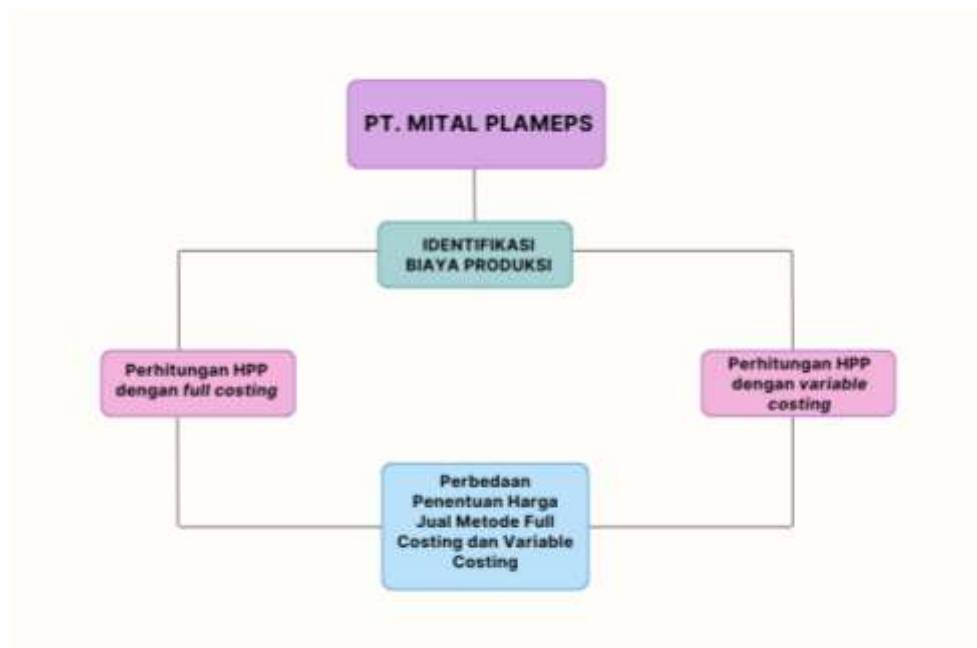 PT. MITAL PLAMEPS
IDENTIFIKASI
BIAYA PRODUKSI
Perhitungan HPP
dengan full costing
Perhitungan HPP
dengan variable
costing
Perbedaan
Penentuan Harga
Jual Metode Full
Costing dan Variable
Costing